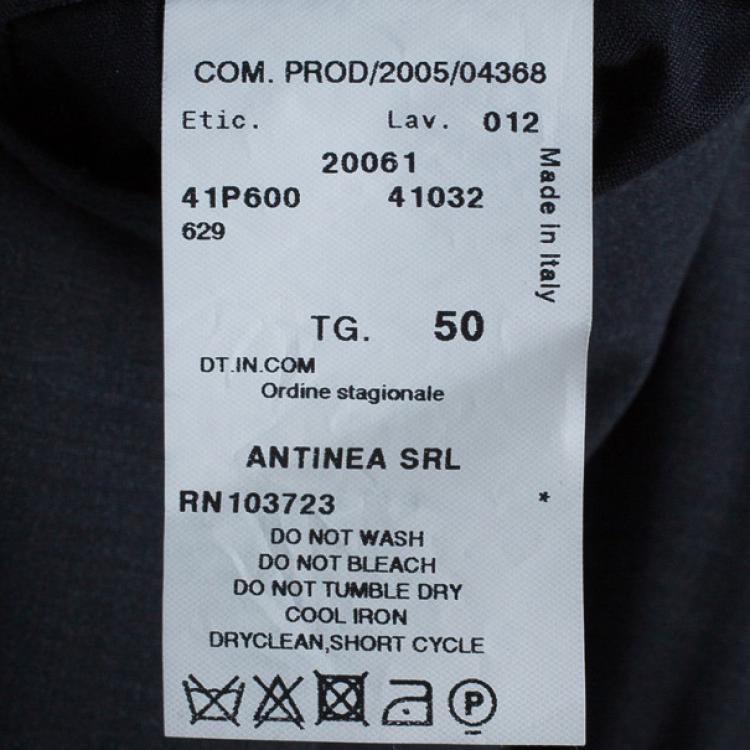 COM. PROD/2005/04368
Etic. Lav. 012
20061
41P600 41032
629
Made in Italy
TG. 50
DT.IN.COM
Ordine stagionale
ANTINEA SRL
RN103723 *
DO NOT WASH
DO NOT BLEACH
DO NOT TUMBLE DRY
COOL IRON
DRYCLEAN,SHORT CYCLE
P